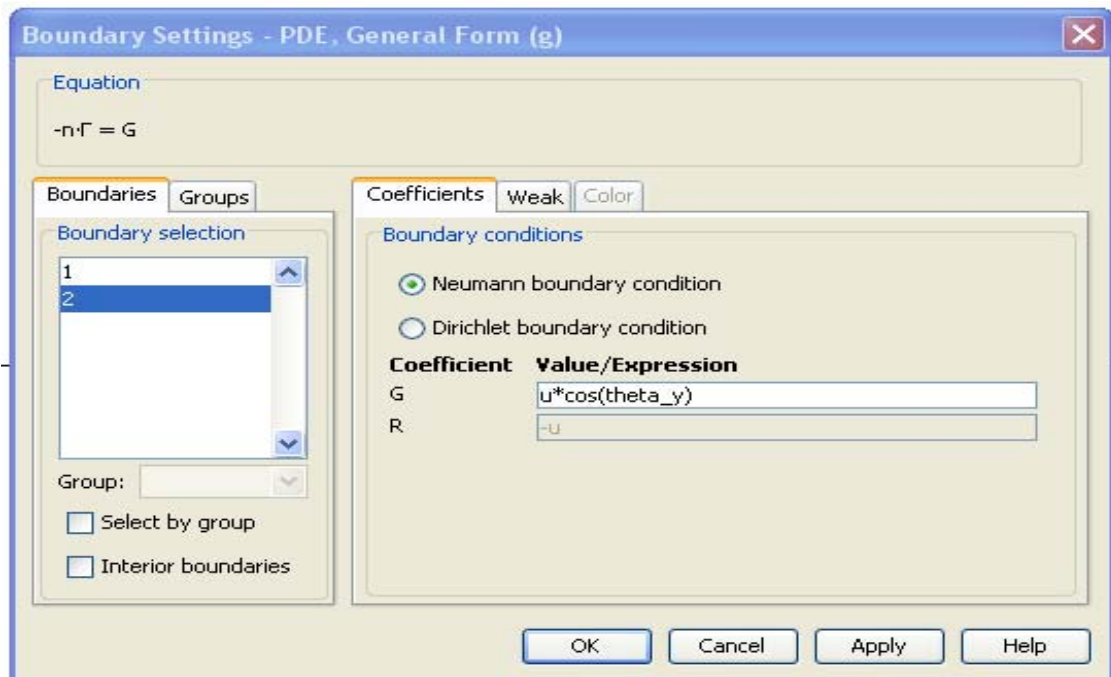 Boundary Settings - PDE, General Form (g)
Equation
-n·Γ = G
Boundaries Groups
Coefficients Weak Color
Boundary selection
1
2
Group:
Select by group
Interior boundaries
Boundary conditions
Neumann boundary condition
Dirichlet boundary condition
Coefficient Value/Expression
G u*cos(theta_y)
R -u
OK Cancel Apply Help